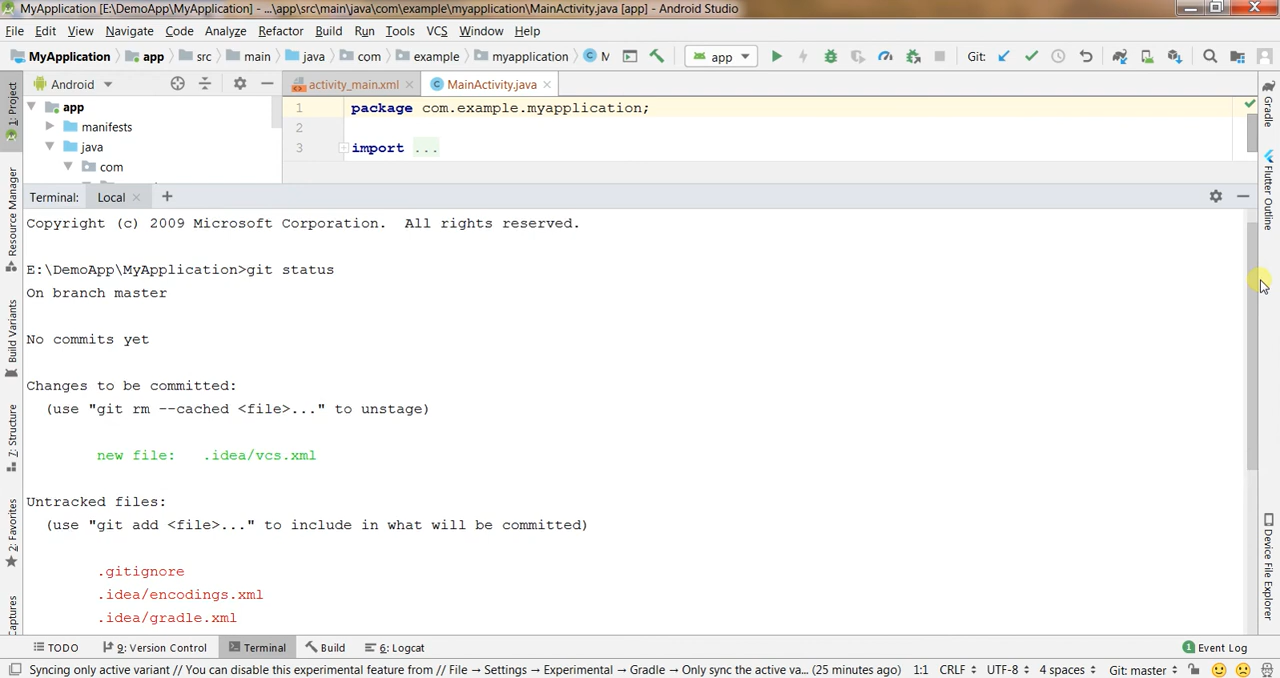 MyApplication [E:\DemoApp\MyApplication] - ...\app\src\main\java\com\example\myapplication\MainActivity.java [app] - Android Studio
File Edit View Navigate Code Analyze Refactor Build Run Tools VCS Window Help
MyApplication app src main java com example myapplication M app Git:
1: Project
Android
activity_main.xml
MainActivity.java
Gradle
app
1 package com.example.myapplication;
manifests
2
java
3 import ...
com
Resource Manager
Flutter Outline
Terminal: Local +
Copyright (c) 2009 Microsoft Corporation. All rights reserved.
E:\DemoApp\MyApplication>git status
On branch master
Build Variants
No commits yet
Changes to be committed:
(use "git rm --cached <file>..." to unstage)
7: Structure
new file: .idea/vcs.xml
Untracked files:
(use "git add <file>..." to include in what will be committed)
2: Favorites
Device File Explorer
.gitignore
.idea/encodings.xml
.idea/gradle.xml
Captures
TODO 9: Version Control Terminal Build 6: Logcat 1 Event Log
Syncing only active variant // You can disable this experimental feature from // File → Settings → Experimental → Gradle → Only sync the active va... (25 minutes ago) 1:1 CRLF UTF-8 4 spaces Git: master